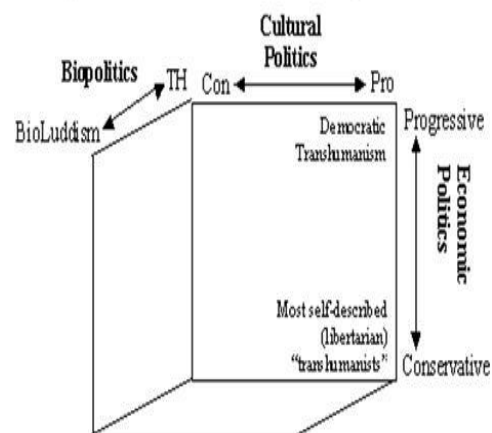 Cultural
Politics
Biopolitics
TH
Con
Pro
BioLuddism
Democratic
Transhumanism
Progressive
Economic
Politics
Most self-described
(libertarian)
“transhumanists”
Conservative